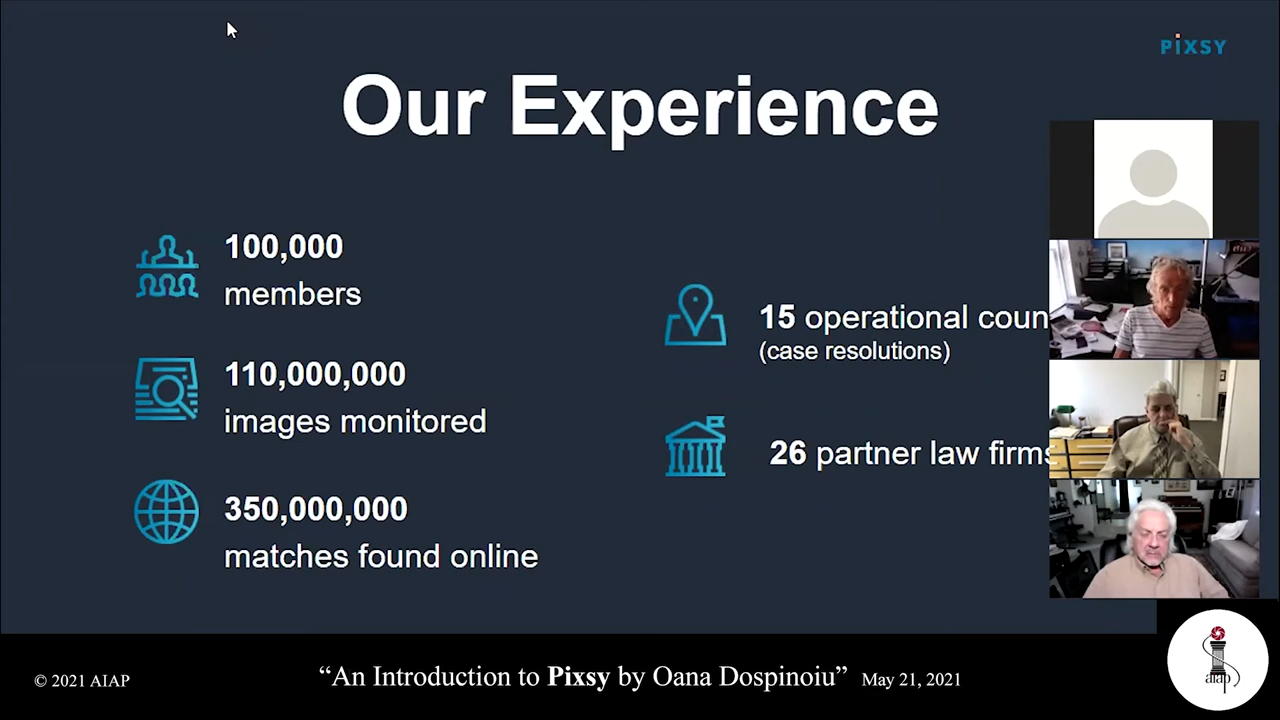 PIXSY
Our Experience
100,000
members
110,000,000
images monitored
350,000,000
matches found online
15 operational coun
(case resolutions)
26 partner law firms
© 2021 AIAP
“An Introduction to Pixsy by Oana Dospinoiu” May 21, 2021
aiap